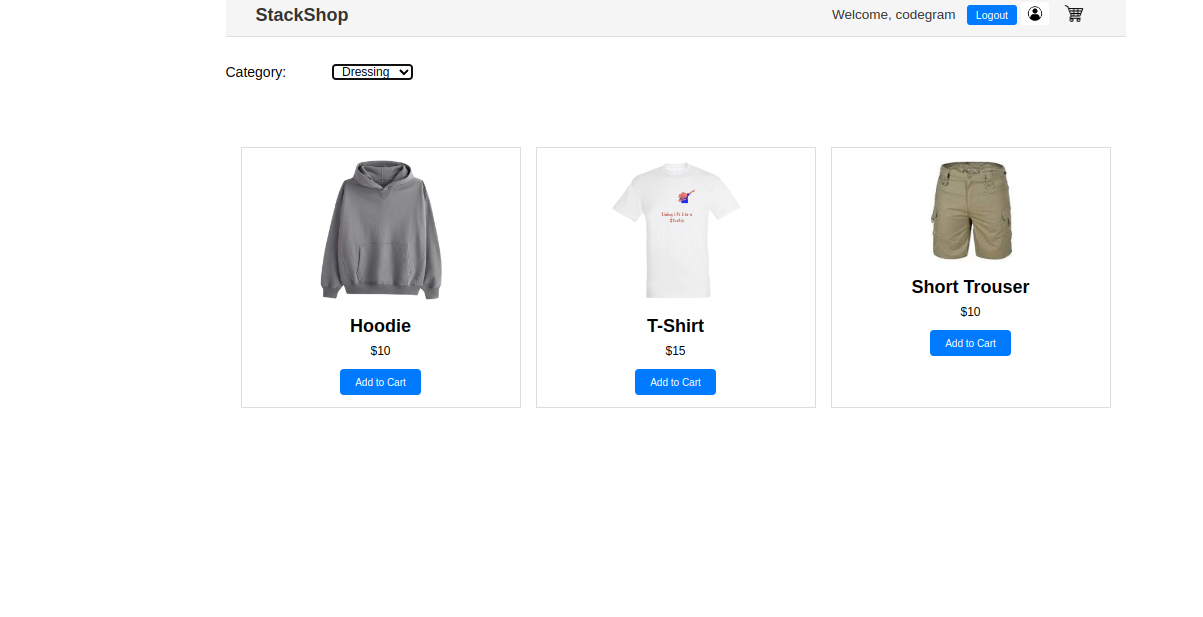 StackShop
Welcome, codegram
Logout
Category:
Dressing
Hoodie
$10
Add to Cart
T-Shirt
$15
Add to Cart
Short Trouser
$10
Add to Cart